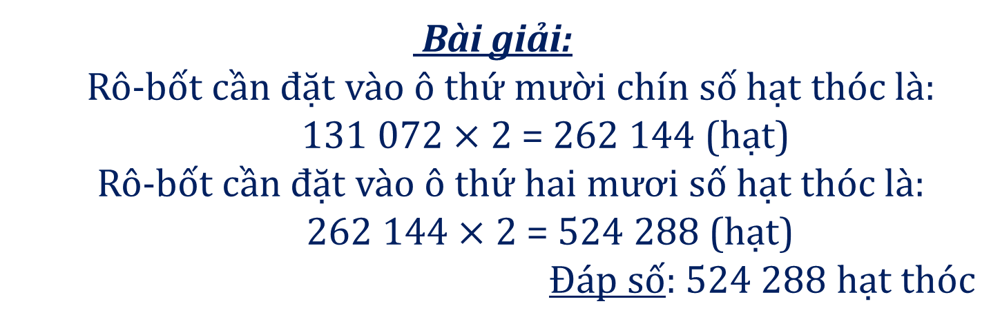 Bài giải:
Rô-bốt cần đặt vào ô thứ mười chín số hạt thóc là:
131 072 × 2 = 262 144 (hạt)
Rô-bốt cần đặt vào ô thứ hai mươi số hạt thóc là:
262 144 × 2 = 524 288 (hạt)
Đáp số: 524 288 hạt thóc